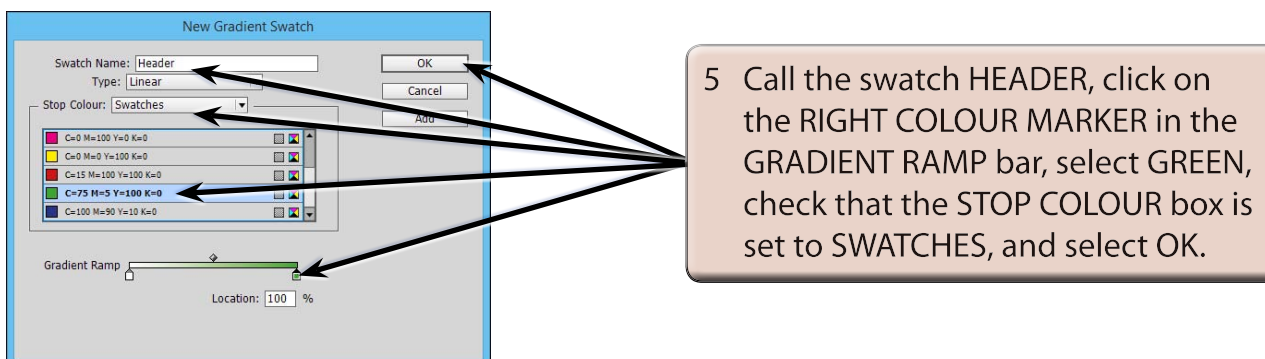 New Gradient Swatch
Swatch Name: Header
OK
Type: Linear
Cancel
Stop Colour: Swatches
Add
C=0 M=100 Y=0 K=0
C=0 M=0 Y=100 K=0
C=15 M=100 Y=100 K=0
C=75 M=5 Y=100 K=0
C=100 M=90 Y=10 K=0
Gradient Ramp
Location: 100 %
5 Call the swatch HEADER, click on
the RIGHT COLOUR MARKER in the
GRADIENT RAMP bar, select GREEN,
check that the STOP COLOUR box is
set to SWATCHES, and select OK.